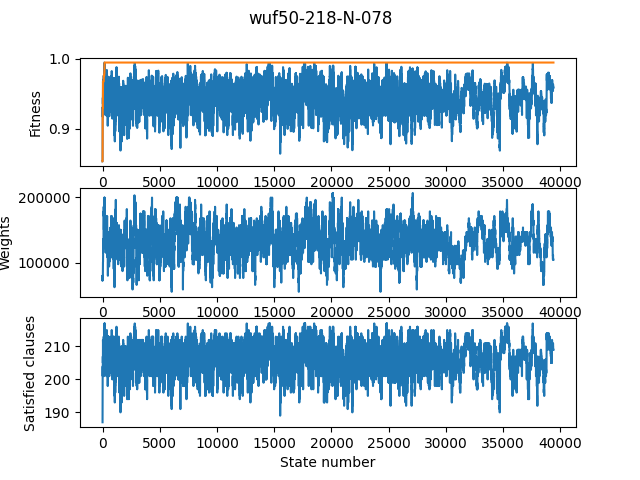 wuf50-218-N-078
1.0
0.9
Fitness
0 5000 10000 15000 20000 25000 30000 35000 40000
200000
100000
Weights
0 5000 10000 15000 20000 25000 30000 35000 40000
210
200
190
Satisfied clauses
0 5000 10000 15000 20000 25000 30000 35000 40000
State number